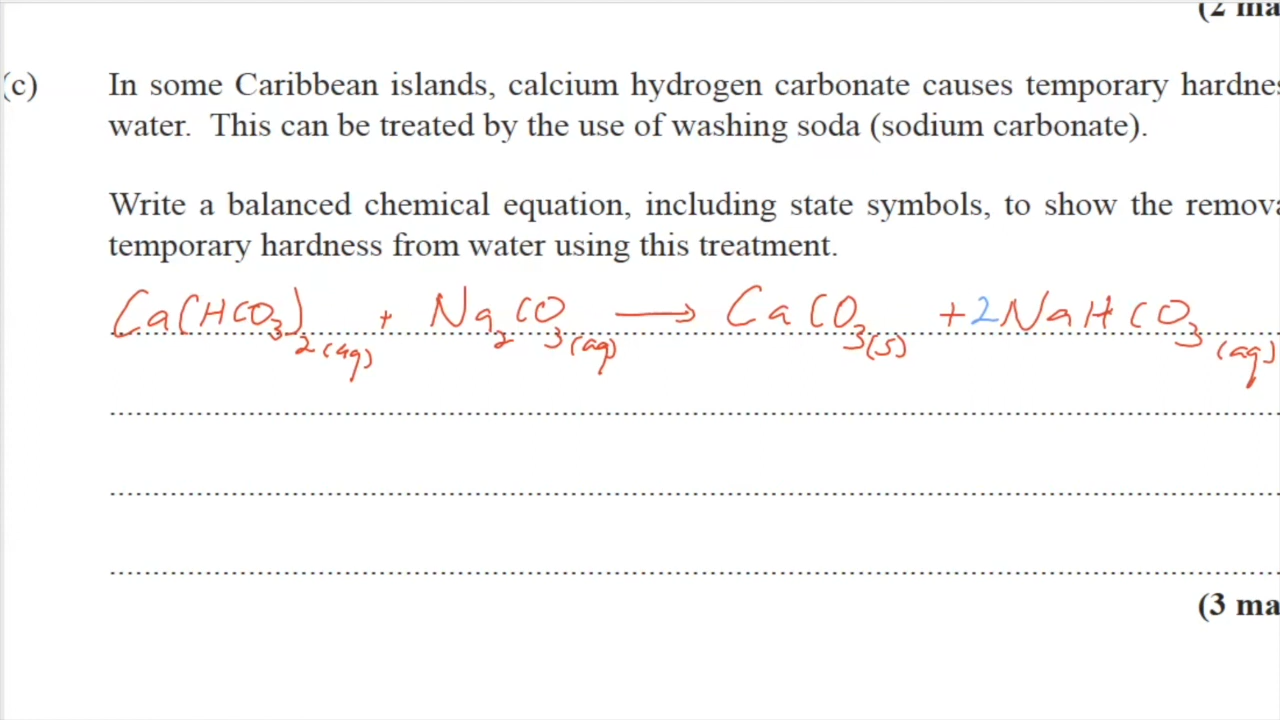 (2 ma
(c) In some Caribbean islands, calcium hydrogen carbonate causes temporary hardnes
water. This can be treated by the use of washing soda (sodium carbonate).
Write a balanced chemical equation, including state symbols, to show the remova
temporary hardness from water using this treatment.
Ca(HCO₃)₂(aq) + Na₂CO₃(aq) → CaCO₃(s) + 2NaHCO₃(aq)
(3 ma